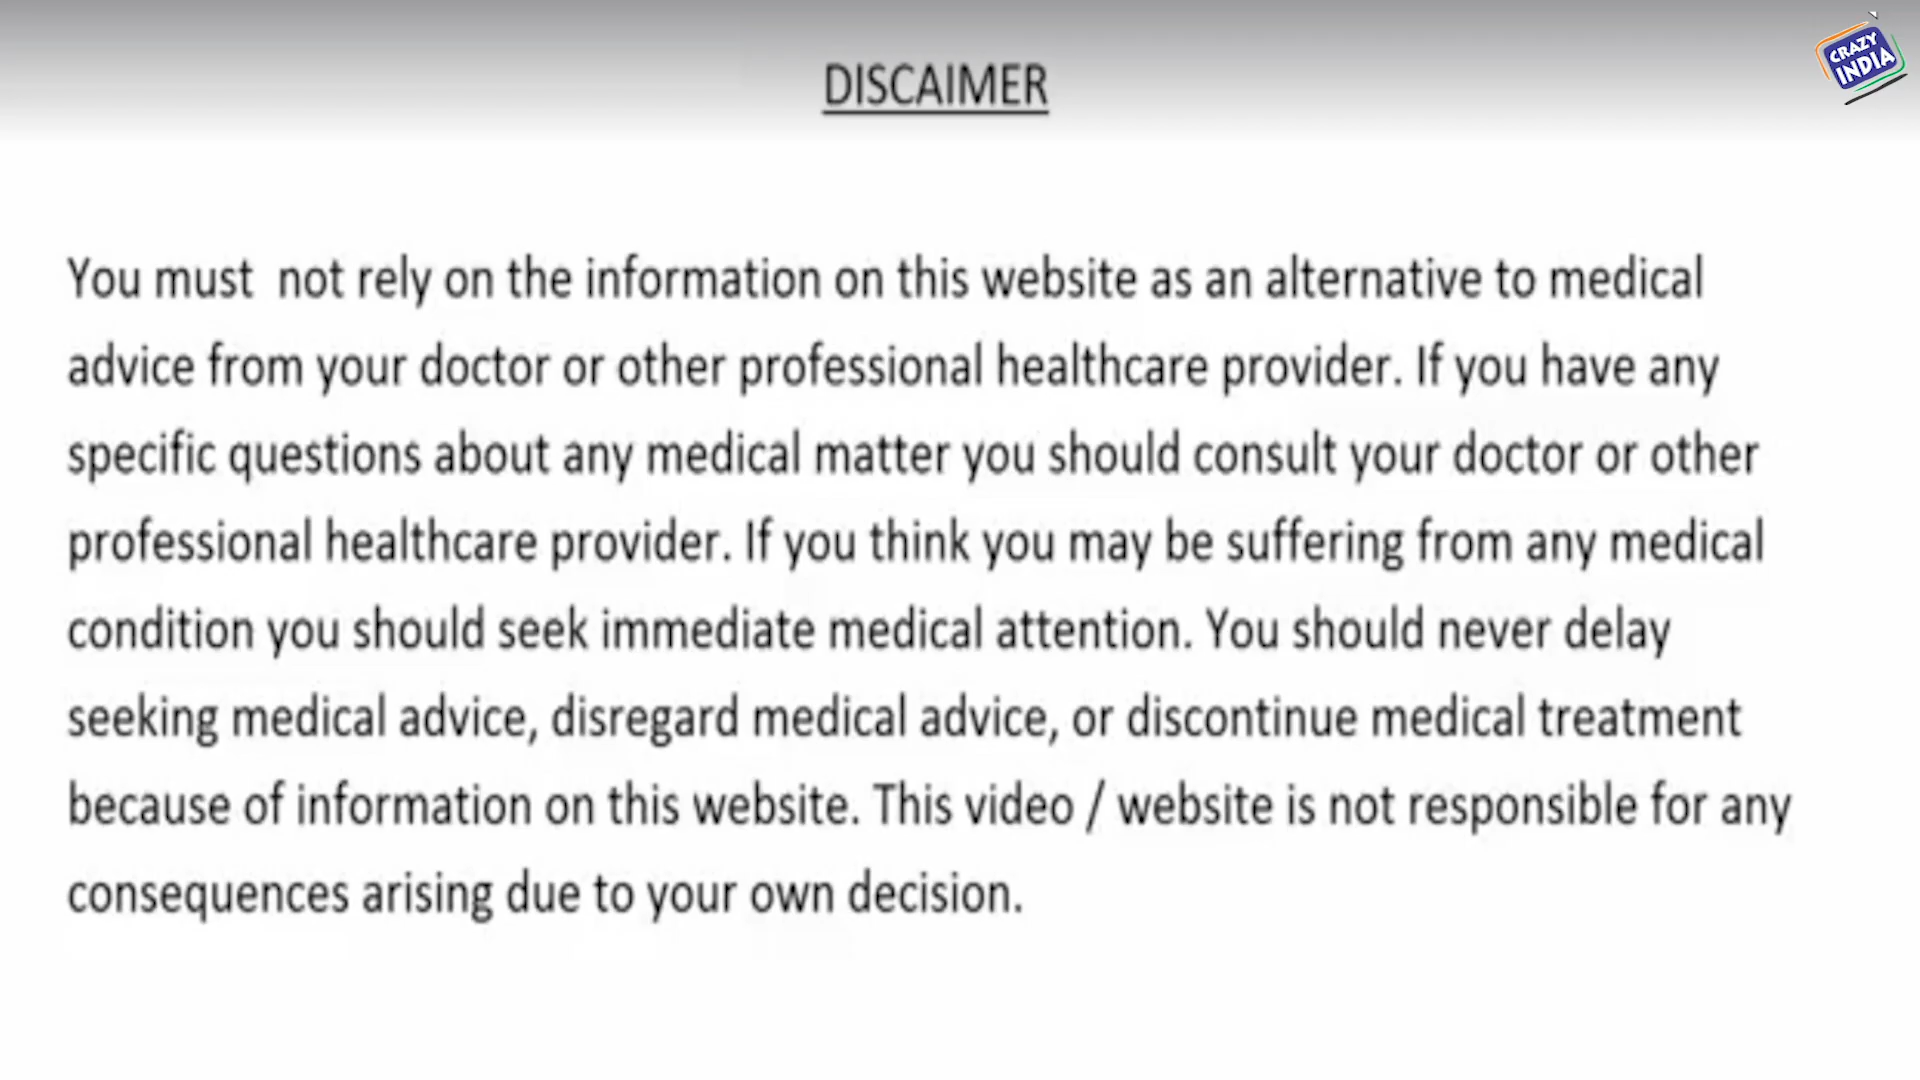 CRAZY
INDIA
DISCAIMER
You must  not rely on the information on this website as an alternative to medical
advice from your doctor or other professional healthcare provider. If you have any
specific questions about any medical matter you should consult your doctor or other
professional healthcare provider. If you think you may be suffering from any medical
condition you should seek immediate medical attention. You should never delay
seeking medical advice, disregard medical advice, or discontinue medical treatment
because of information on this website. This video / website is not responsible for any
consequences arising due to your own decision.